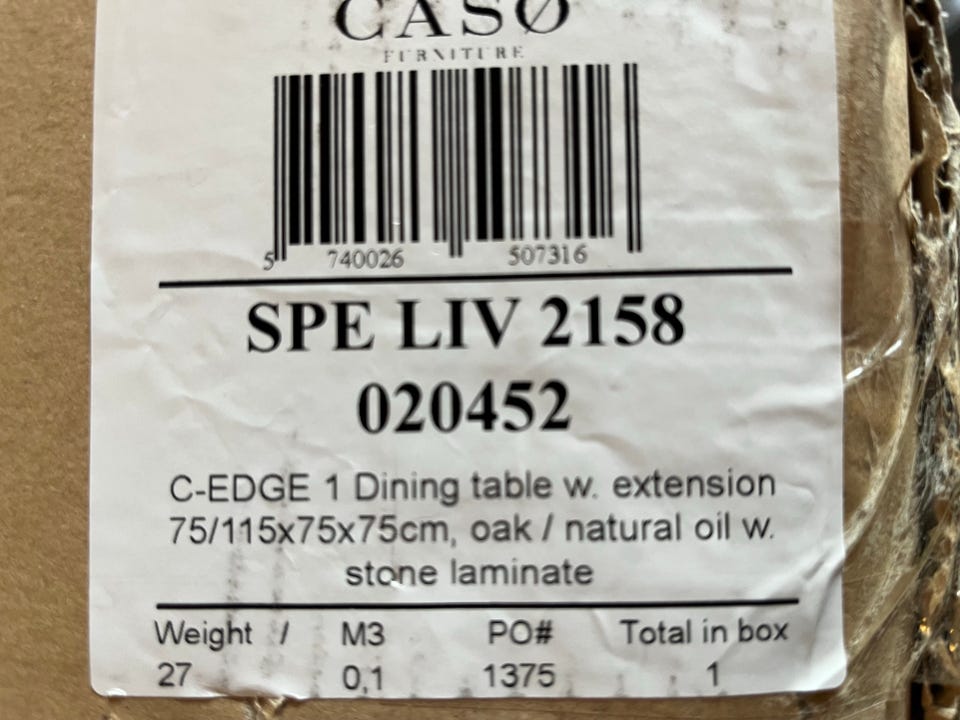 CASØ
FURNITURE
5 740026 507316
SPE LIV 2158
020452
C-EDGE 1 Dining table w. extension
75/115x75x75cm, oak / natural oil w.
stone laminate
Weight / M3 PO# Total in box
27 0,1 1375 1